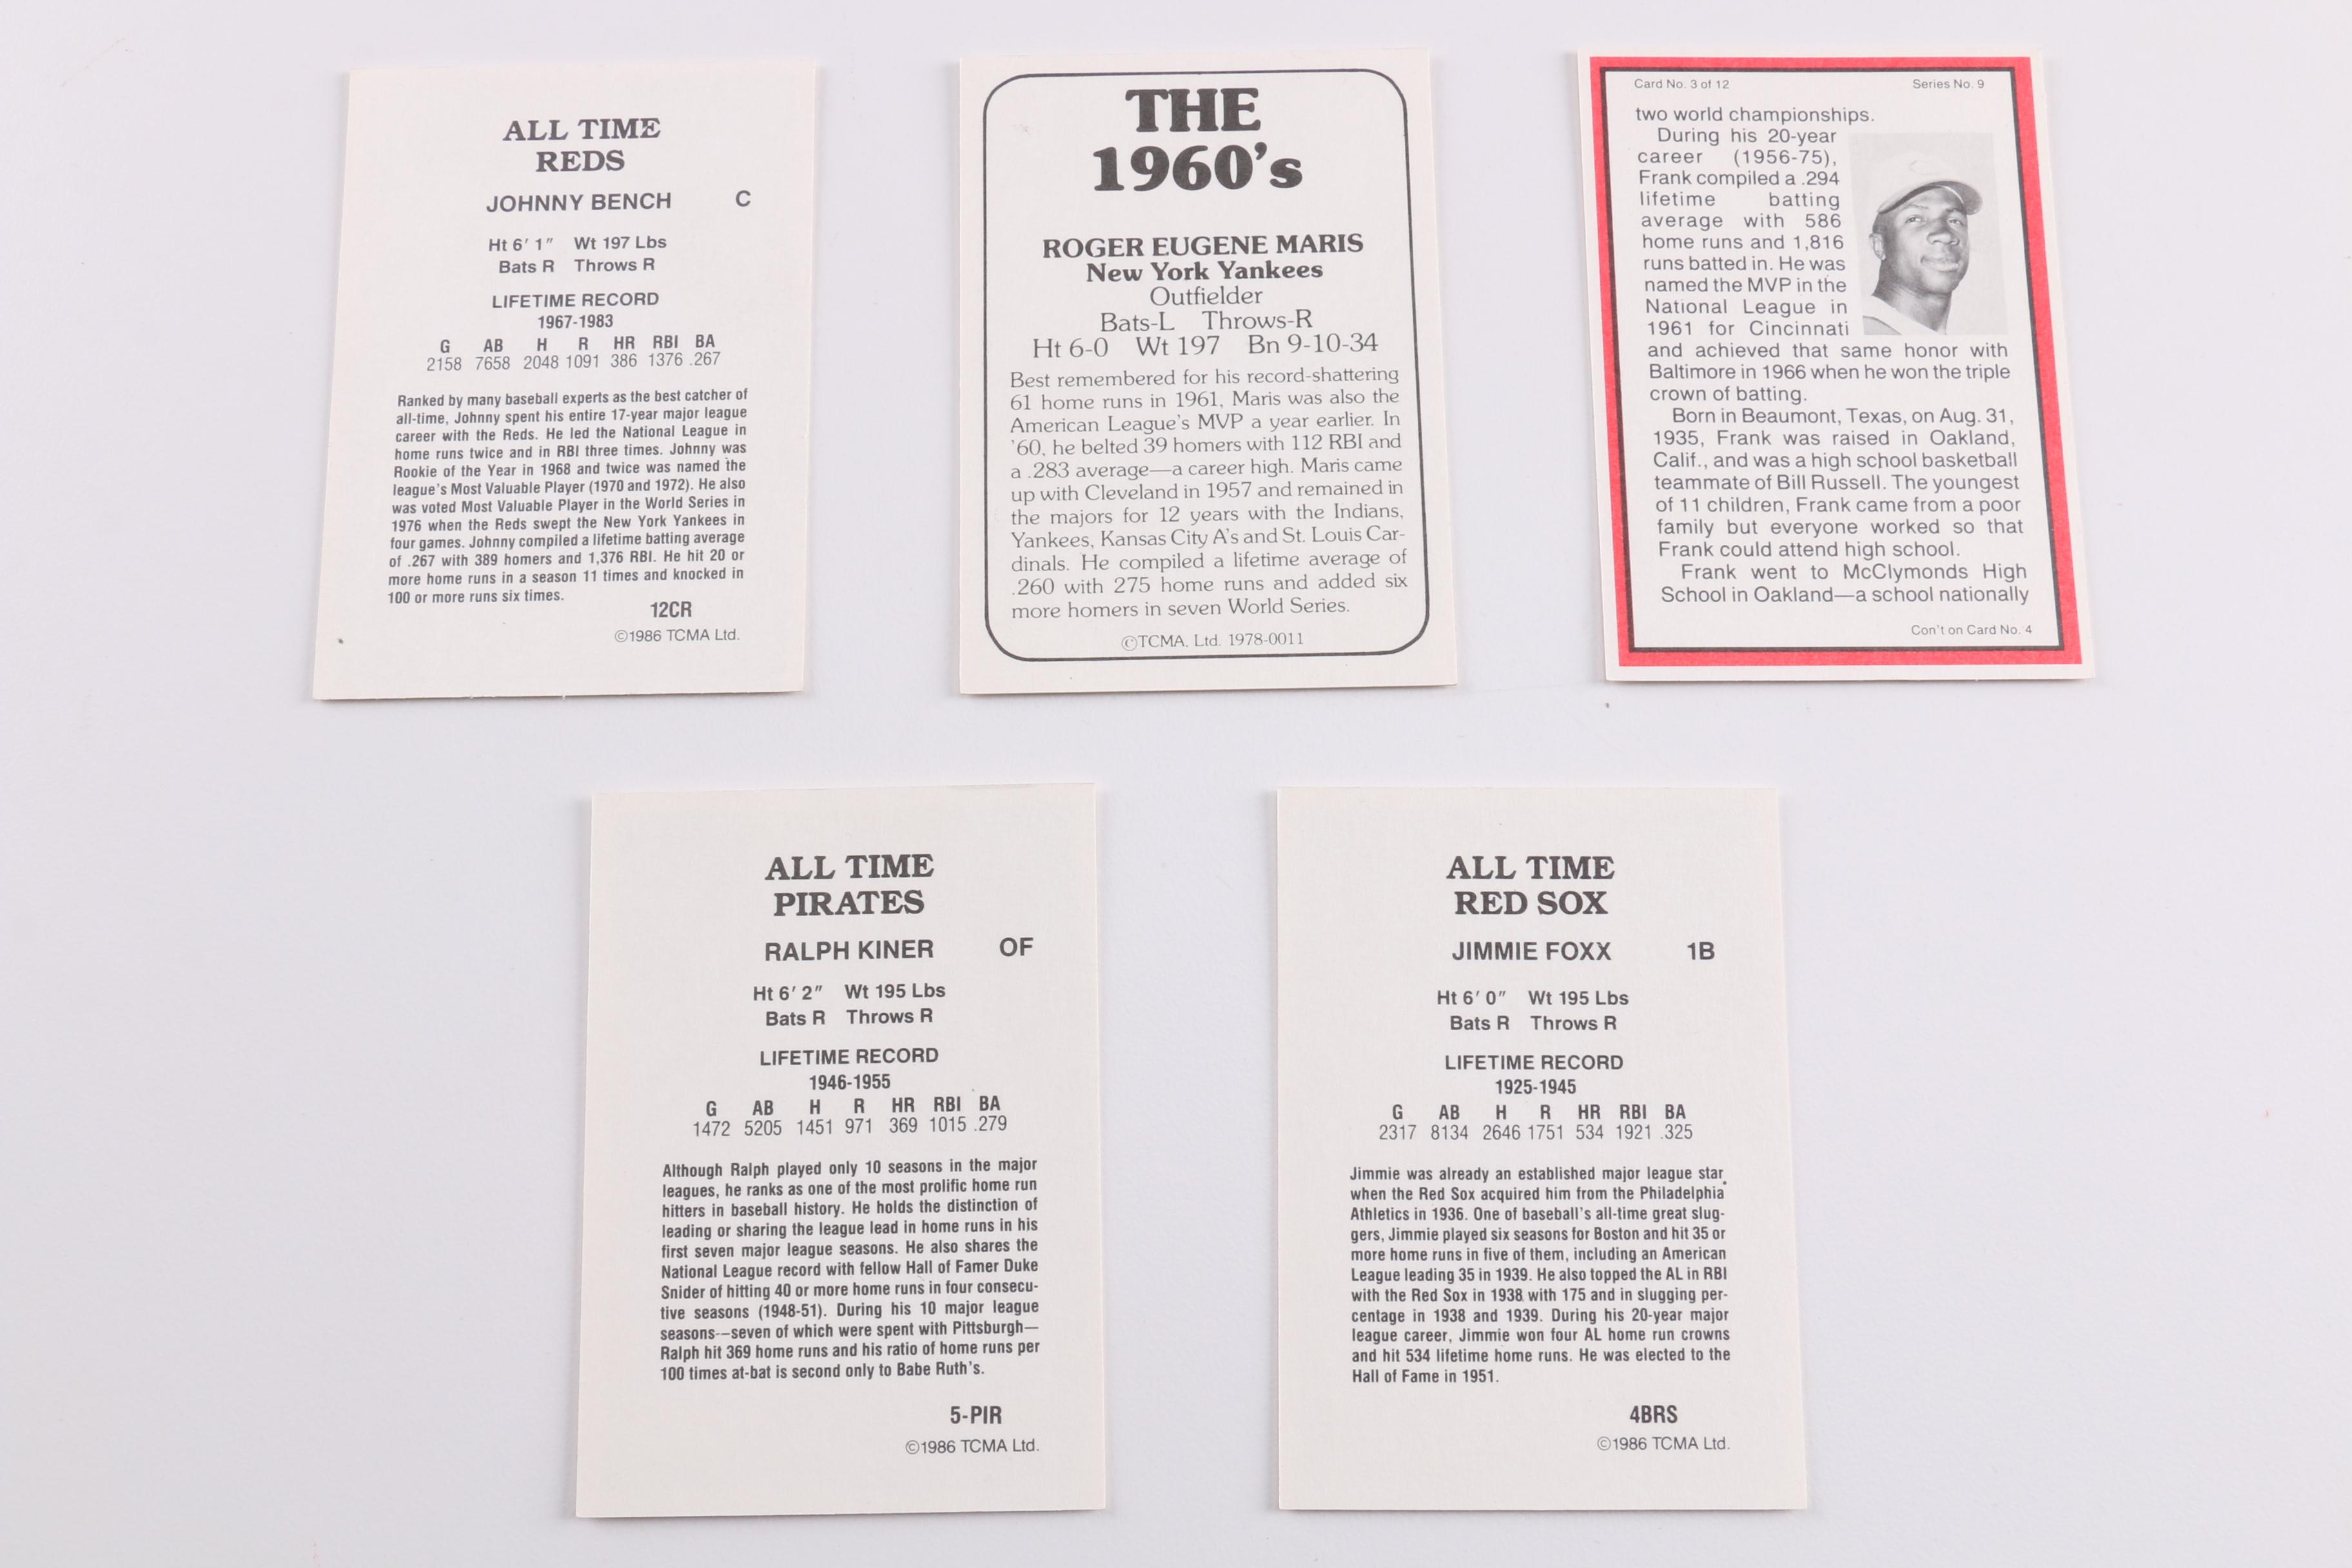 ALL TIME
REDS
JOHNNY BENCH C
Ht 6' 1" Wt 197 Lbs
Bats R Throws R
LIFETIME RECORD
1967-1983
G AB H R HR RBI BA
2158 7658 2048 1091 386 1376 .267
Ranked by many baseball experts as the best catcher of
all-time, Johnny spent his entire 17-year major league
career with the Reds. He led the National League in
home runs twice and in RBI three times. Johnny was
Rookie of the Year in 1968 and twice was named the
league's Most Valuable Player (1970 and 1972). He also
was voted Most Valuable Player in the World Series in
1976 when the Reds swept the New York Yankees in
four games. Johnny compiled a lifetime batting average
of .267 with 389 homers and 1,376 RBI. He hit 20 or
more home runs in a season 11 times and knocked in
100 or more runs six times.
12CR
©1986 TCMA Ltd.
THE
1960's
ROGER EUGENE MARIS
New York Yankees
Outfielder
Bats-L Throws-R
Ht 6-0 Wt 197 Bn 9-10-34
Best remembered for his record-shattering
61 home runs in 1961, Maris was also the
American League's MVP a year earlier. In
'60, he belted 39 homers with 112 RBI and
a .283 average—a career high. Maris came
up with Cleveland in 1957 and remained in
the majors for 12 years with the Indians,
Yankees, Kansas City A's and St. Louis Car-
dinals. He compiled a lifetime average of
.260 with 275 home runs and added six
more homers in seven World Series.
©TCMA, Ltd. 1978-0011
Card No. 3 of 12 Series No. 9
two world championships.
During his 20-year
career (1956-75),
Frank compiled a .294
lifetime batting
average with 586
home runs and 1,816
runs batted in. He was
named the MVP in the
National League in
1961 for Cincinnati
and achieved that same honor with
Baltimore in 1966 when he won the triple
crown of batting.
Born in Beaumont, Texas, on Aug. 31,
1935, Frank was raised in Oakland,
Calif., and was a high school basketball
teammate of Bill Russell. The youngest
of 11 children, Frank came from a poor
family but everyone worked so that
Frank could attend high school.
Frank went to McClymonds High
School in Oakland—a school nationally
Con't on Card No. 4
ALL TIME
PIRATES
RALPH KINER OF
Ht 6' 2" Wt 195 Lbs
Bats R Throws R
LIFETIME RECORD
1946-1955
G AB H R HR RBI BA
1472 5205 1451 971 369 1015 .279
Although Ralph played only 10 seasons in the major
leagues, he ranks as one of the most prolific home run
hitters in baseball history. He holds the distinction of
leading or sharing the league lead in home runs in his
first seven major league seasons. He also shares the
National League record with fellow Hall of Famer Duke
Snider of hitting 40 or more home runs in four consecu-
tive seasons (1948-51). During his 10 major league
seasons--seven of which were spent with Pittsburgh—
Ralph hit 369 home runs and his ratio of home runs per
100 times at-bat is second only to Babe Ruth's.
5-PIR
©1986 TCMA Ltd.
ALL TIME
RED SOX
JIMMIE FOXX 1B
Ht 6' 0" Wt 195 Lbs
Bats R Throws R
LIFETIME RECORD
1925-1945
G AB H R HR RBI BA
2317 8134 2646 1751 534 1921 .325
Jimmie was already an established major league star
when the Red Sox acquired him from the Philadelphia
Athletics in 1936. One of baseball's all-time great slug-
gers, Jimmie played six seasons for Boston and hit 35 or
more home runs in five of them, including an American
League leading 35 in 1939. He also topped the AL in RBI
with the Red Sox in 1938 with 175 and in slugging per-
centage in 1938 and 1939. During his 20-year major
league career, Jimmie won four AL home run crowns
and hit 534 lifetime home runs. He was elected to the
Hall of Fame in 1951.
4BRS
©1986 TCMA Ltd.